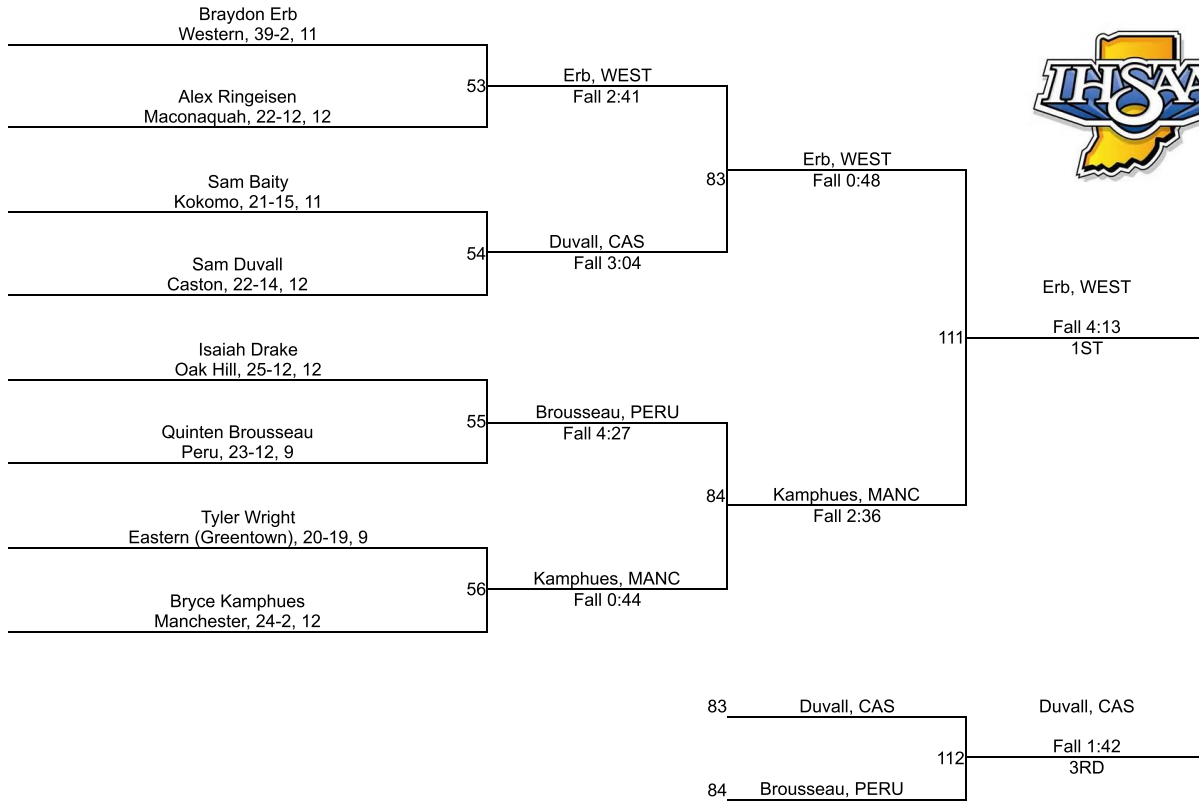 Braydon Erb
Western, 39-2, 11
Alex Ringeisen
Maconaquah, 22-12, 12
Sam Baity
Kokomo, 21-15, 11
Sam Duvall
Caston, 22-14, 12
Isaiah Drake
Oak Hill, 25-12, 12
Quinten Brousseau
Peru, 23-12, 9
Tyler Wright
Eastern (Greentown), 20-19, 9
Bryce Kamphues
Manchester, 24-2, 12
53
54
55
56
Erb, WEST
Fall 2:41
Duvall, CAS
Fall 3:04
Brousseau, PERU
Fall 4:27
Kamphues, MANC
Fall 0:44
83
84
Erb, WEST
Fall 0:48
Kamphues, MANC
Fall 2:36
111
Erb, WEST
Fall 4:13
1ST
IHSAA
83
Duvall, CAS
84
Brousseau, PERU
112
Duvall, CAS
Fall 1:42
3RD